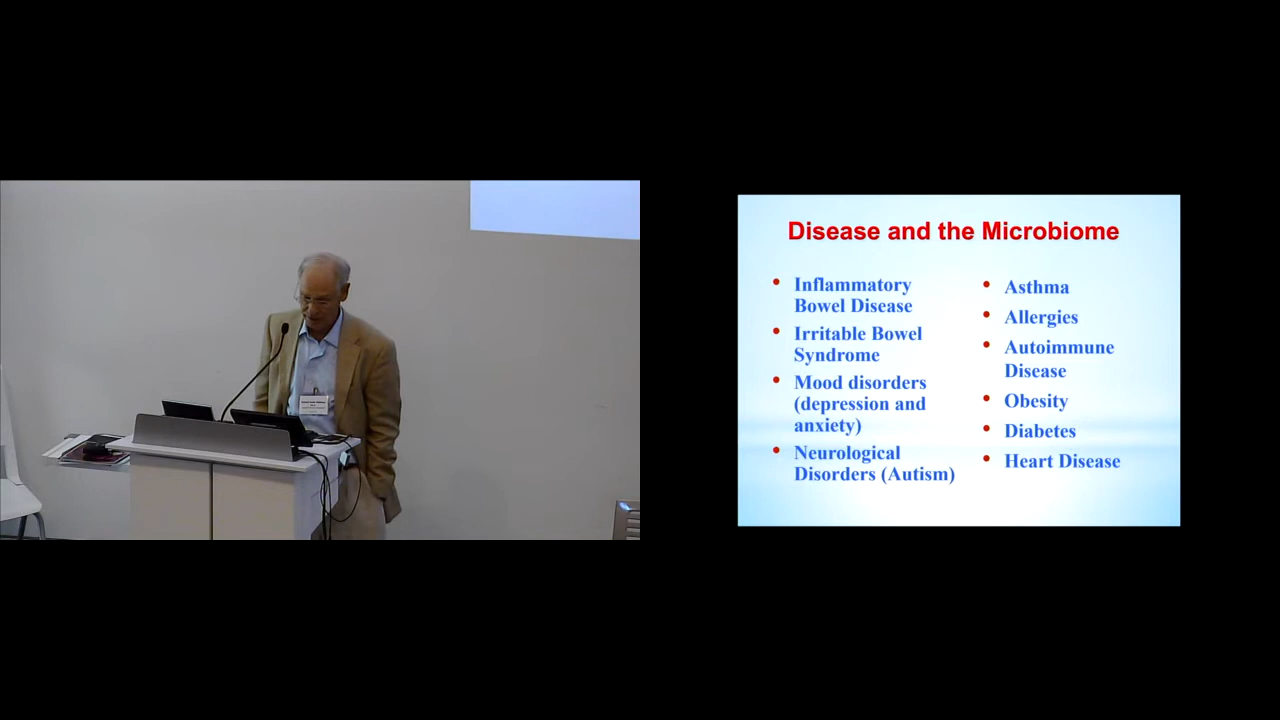 Disease and the Microbiome
• Inflammatory
Bowel Disease
• Irritable Bowel
Syndrome
• Mood disorders
(depression and
anxiety)
• Neurological
Disorders (Autism)
• Asthma
• Allergies
• Autoimmune
Disease
• Obesity
• Diabetes
• Heart Disease